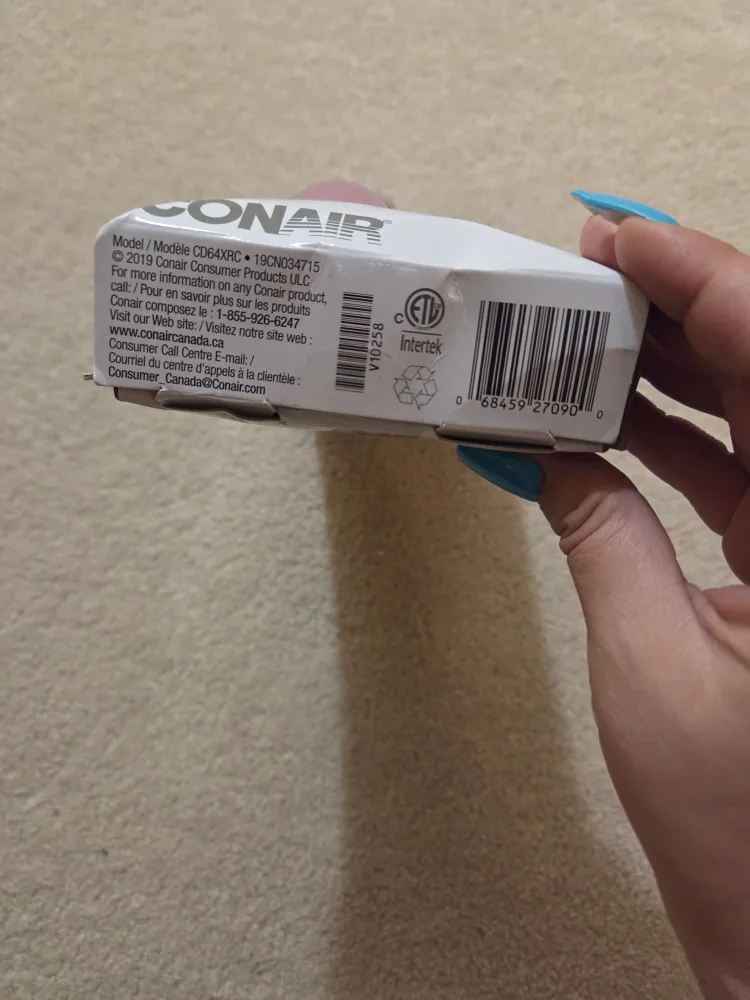 CONAIR®
Model / Modèle CD64XRC • 19CN034715
© 2019 Conair Consumer Products ULC
For more information on any Conair product,
call: / Pour en savoir plus sur les produits
Conair composez le : 1-855-926-6247
Visit our Web site: / Visitez notre site web :
www.conaircanada.ca
Consumer Call Centre E-mail: /
Courriel du centre d'appels à la clientèle :
Consumer_Canada@Conair.com
V10258
C ETL
Intertek
0 68459 27090 0